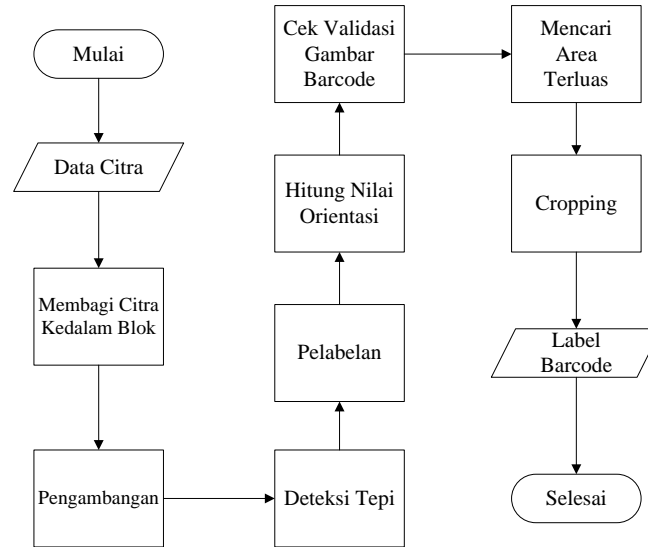 Mulai
Data Citra
Membagi Citra
Kedalam Blok
Pengambangan
Deteksi Tepi
Pelabelan
Hitung Nilai
Orientasi
Cek Validasi
Gambar
Barcode
Mencari
Area
Terluas
Cropping
Label
Barcode
Selesai